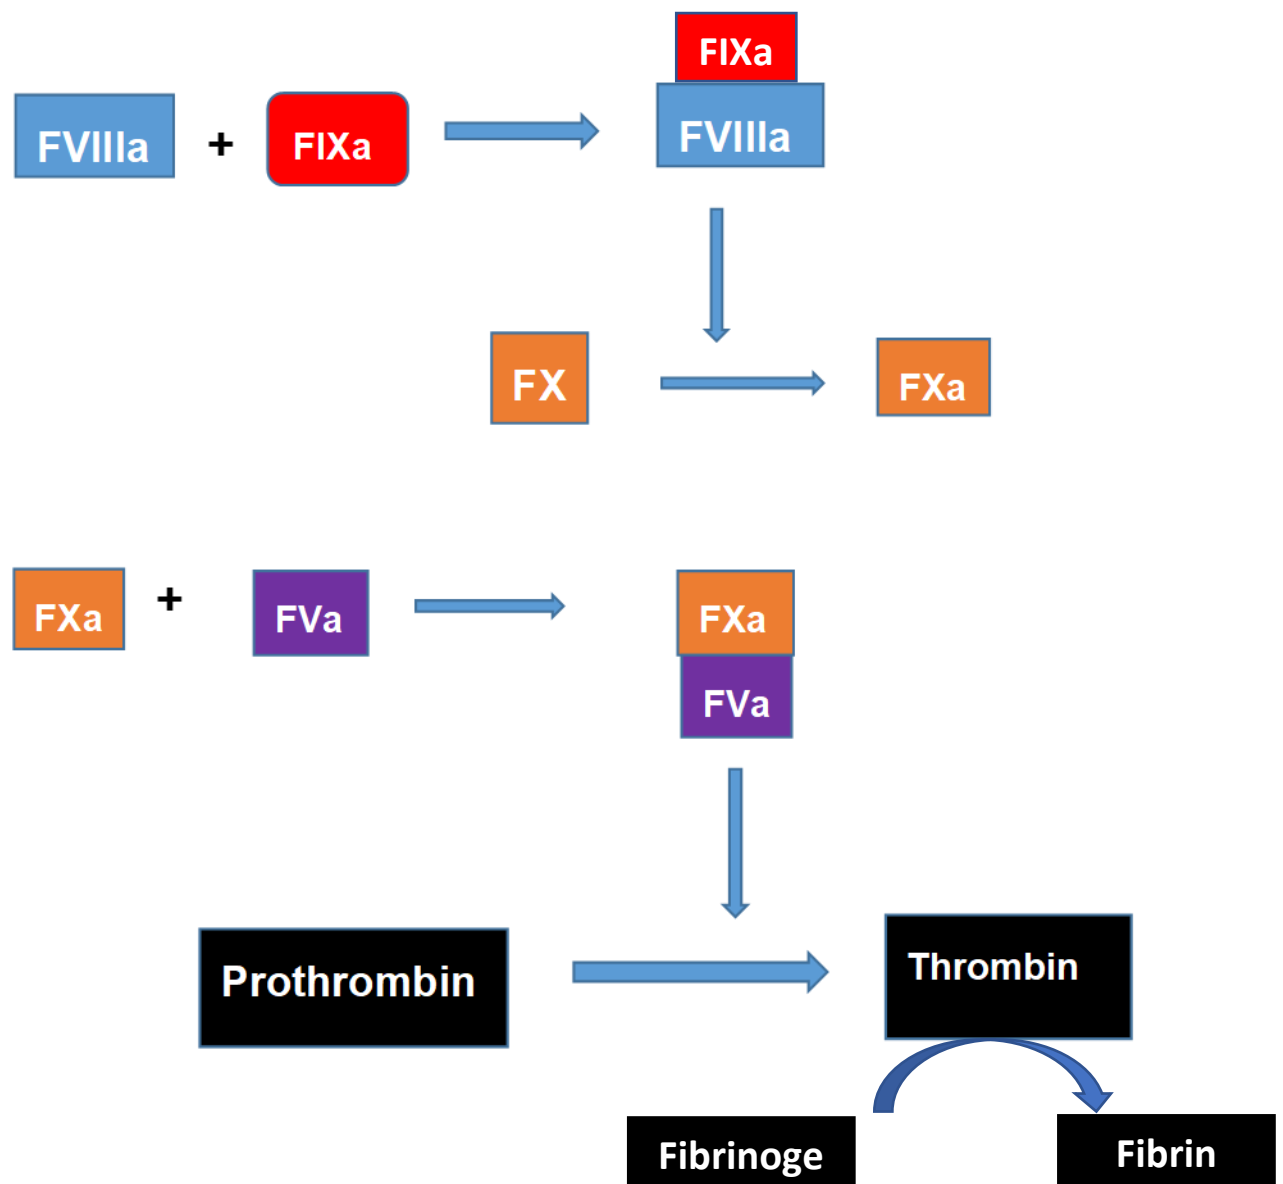 FIXa
FVIIIa + FIXa
FVIIIa
FX
FXa
FXa + FVa
FXa
FVa
Prothrombin
Thrombin
Fibrinoge
Fibrin